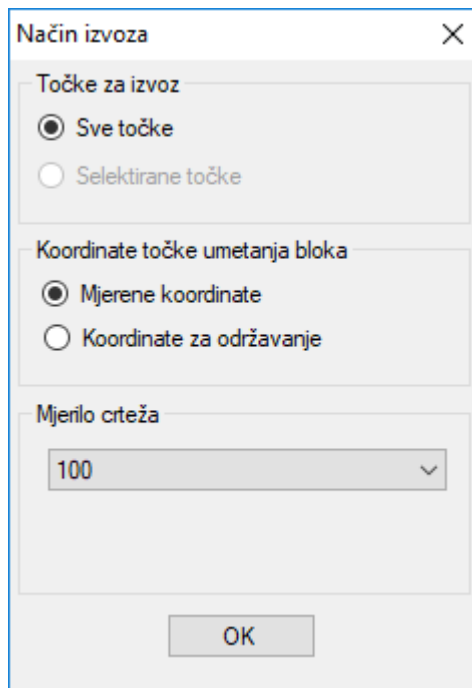 Način izvoza
Točke za izvoz
Sve točke
Selektirane točke
Koordinate točke umetanja bloka
Mjerene koordinate
Koordinate za održavanje
Mjerilo crteža
100
OK